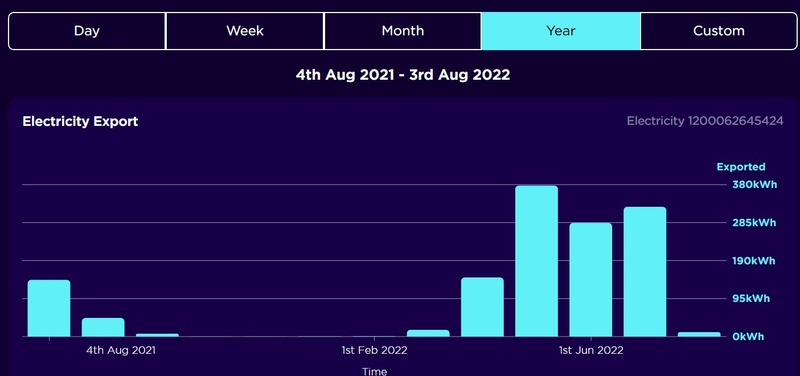 Day Week Month Year Custom
4th Aug 2021 - 3rd Aug 2022
Electricity Export Electricity 1200062645424
Exported
380kWh
285kWh
190kWh
95kWh
0kWh
4th Aug 2021 1st Feb 2022 1st Jun 2022
Time